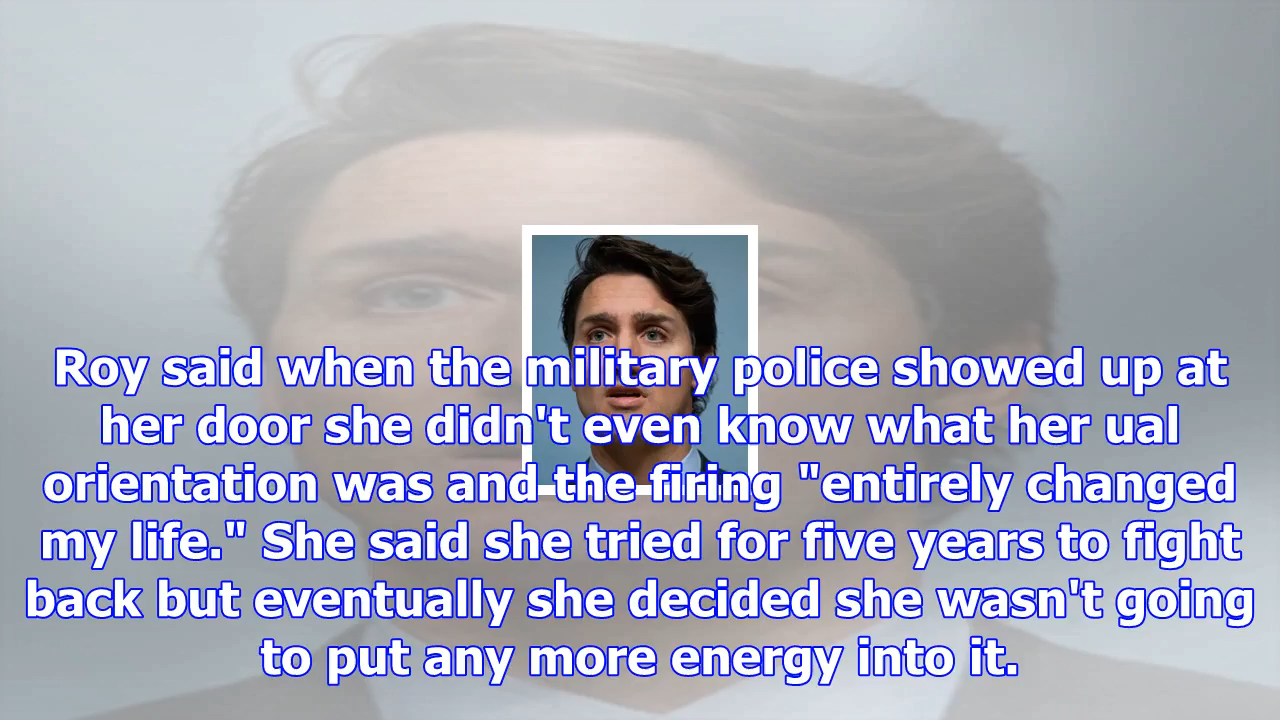 Roy said when the military police showed up at
her door she didn't even know what her ual
orientation was and the firing "entirely changed
my life." She said she tried for five years to fight
back but eventually she decided she wasn't going
to put any more energy into it.